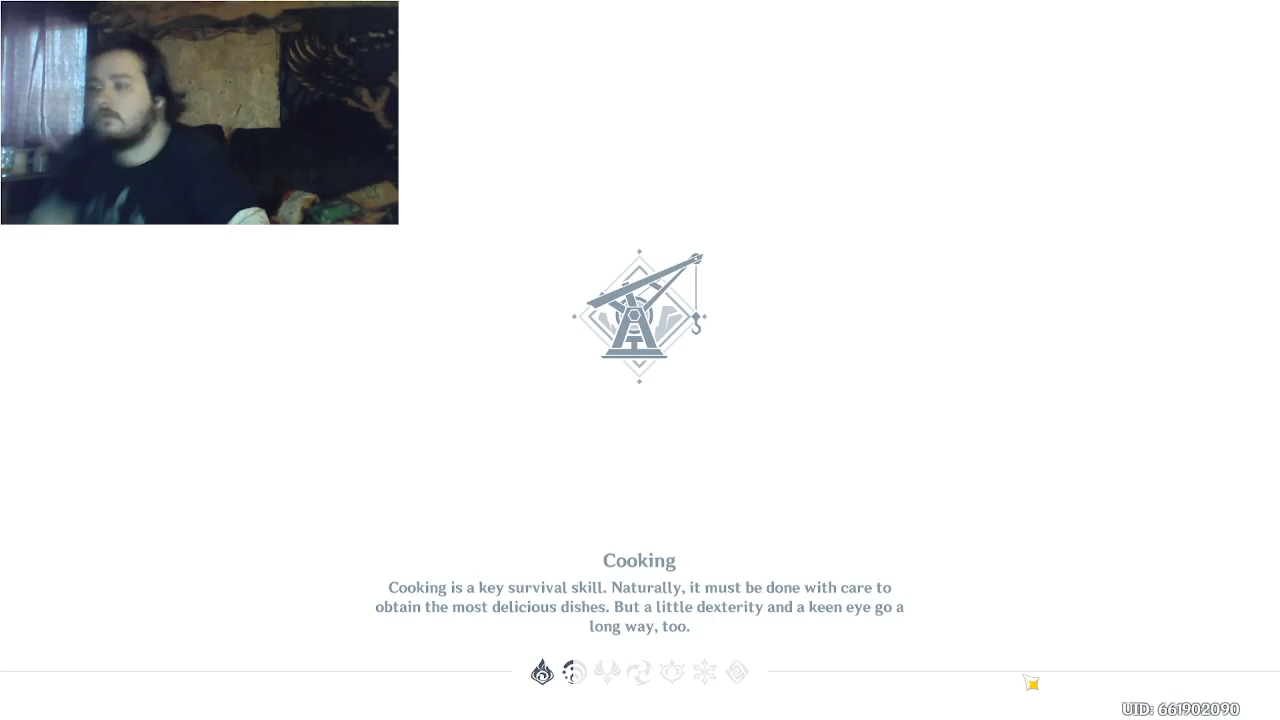 Cooking
Cooking is a key survival skill. Naturally, it must be done with care to
obtain the most delicious dishes. But a little dexterity and a keen eye go a
long way, too.
UID: 661902090